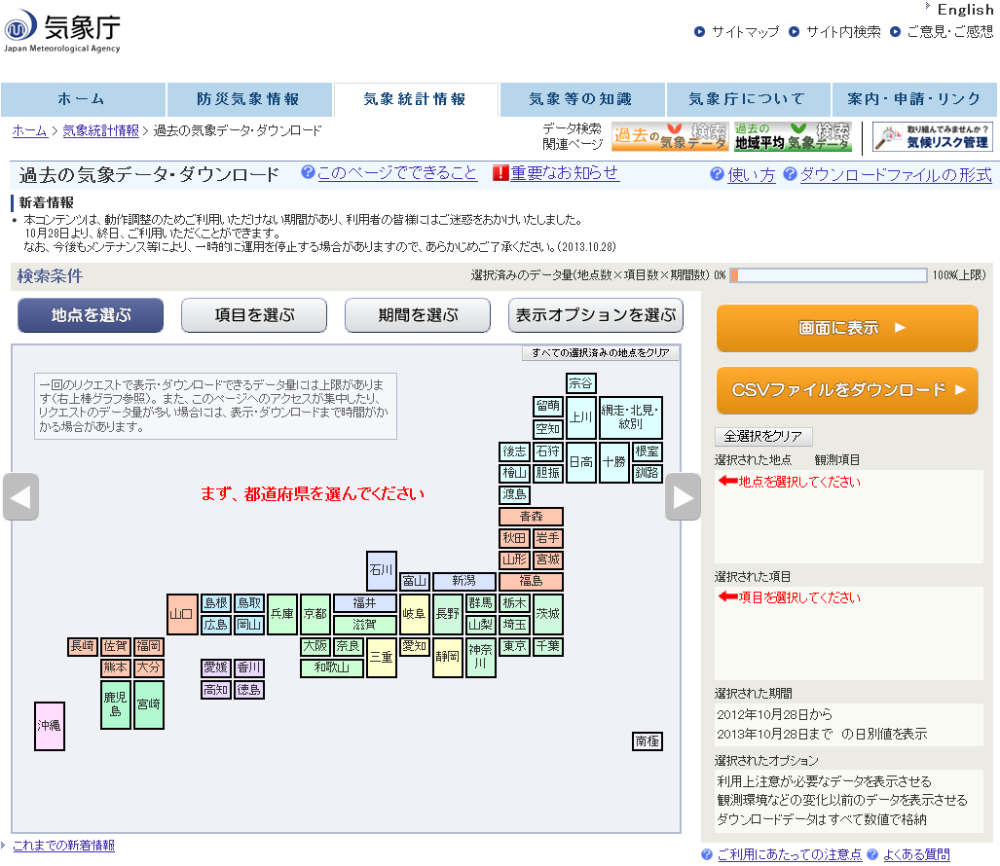 English
気象庁
Japan Meteorological Agency
サイトマップ サイト内検索 ご意見・ご感想
ホーム 防災気象情報 気象統計情報 気象等の知識 気象庁について 案内・申請・リンク
ホーム > 気象統計情報 > 過去の気象データ・ダウンロード
データ検索
関連ページ
過去の気象データ検索
過去の地域平均気象データ検索
取り組んでみませんか?
気候リスク管理
過去の気象データ・ダウンロード このページでできること 重要なお知らせ 使い方 ダウンロードファイルの形式
新着情報
• 本コンテンツは、動作調整のためご利用いただけない期間があり、利用者の皆様にはご迷惑をおかけいたしました。
10月28日より、終日、ご利用いただくことができます。
なお、今後もメンテナンス等により、一時的に運用を停止する場合がありますので、あらかじめご了承ください。(2013.10.28)
検索条件 選択済みのデータ量(地点数×項目数×期間数) 0% 100%(上限)
地点を選ぶ 項目を選ぶ 期間を選ぶ 表示オプションを選ぶ
すべての選択済みの地点をクリア
一回のリクエストで表示・ダウンロードできるデータ量には上限がありま
す(右上棒グラフ参照)。また、このページへのアクセスが集中したり、
リクエストのデータ量が多い場合には、表示・ダウンロードまで時間がか
かる場合があります。
まず、都道府県を選んでください
宗谷
留萌 上川 網走・北見・
紋別
空知
後志 石狩 日高 十勝 根室
檜山 胆振 釧路
渡島
青森
秋田 岩手
山形 宮城
石川 富山 新潟 福島
山口 島根 鳥取 兵庫 京都 福井 岐阜 長野 群馬 栃木 茨城
広島 岡山 滋賀 山梨 埼玉
長崎 佐賀 福岡 大阪 奈良 三重 愛知 静岡 神奈
川 東京 千葉
熊本 大分 愛媛 香川 和歌山
鹿児
島 宮崎 高知 徳島
沖縄
南極
画面に表示
CSVファイルをダウンロード
全選択をクリア
選択された地点 観測項目
地点を選択してください
選択された項目
項目を選択してください
選択された期間
2012年10月28日から
2013年10月28日まで の日別値を表示
選択されたオプション
利用上注意が必要なデータを表示させる
観測環境などの変化以前のデータを表示させる
ダウンロードデータはすべて数値で格納
これまでの新着情報
ご利用にあたっての注意点 よくある質問